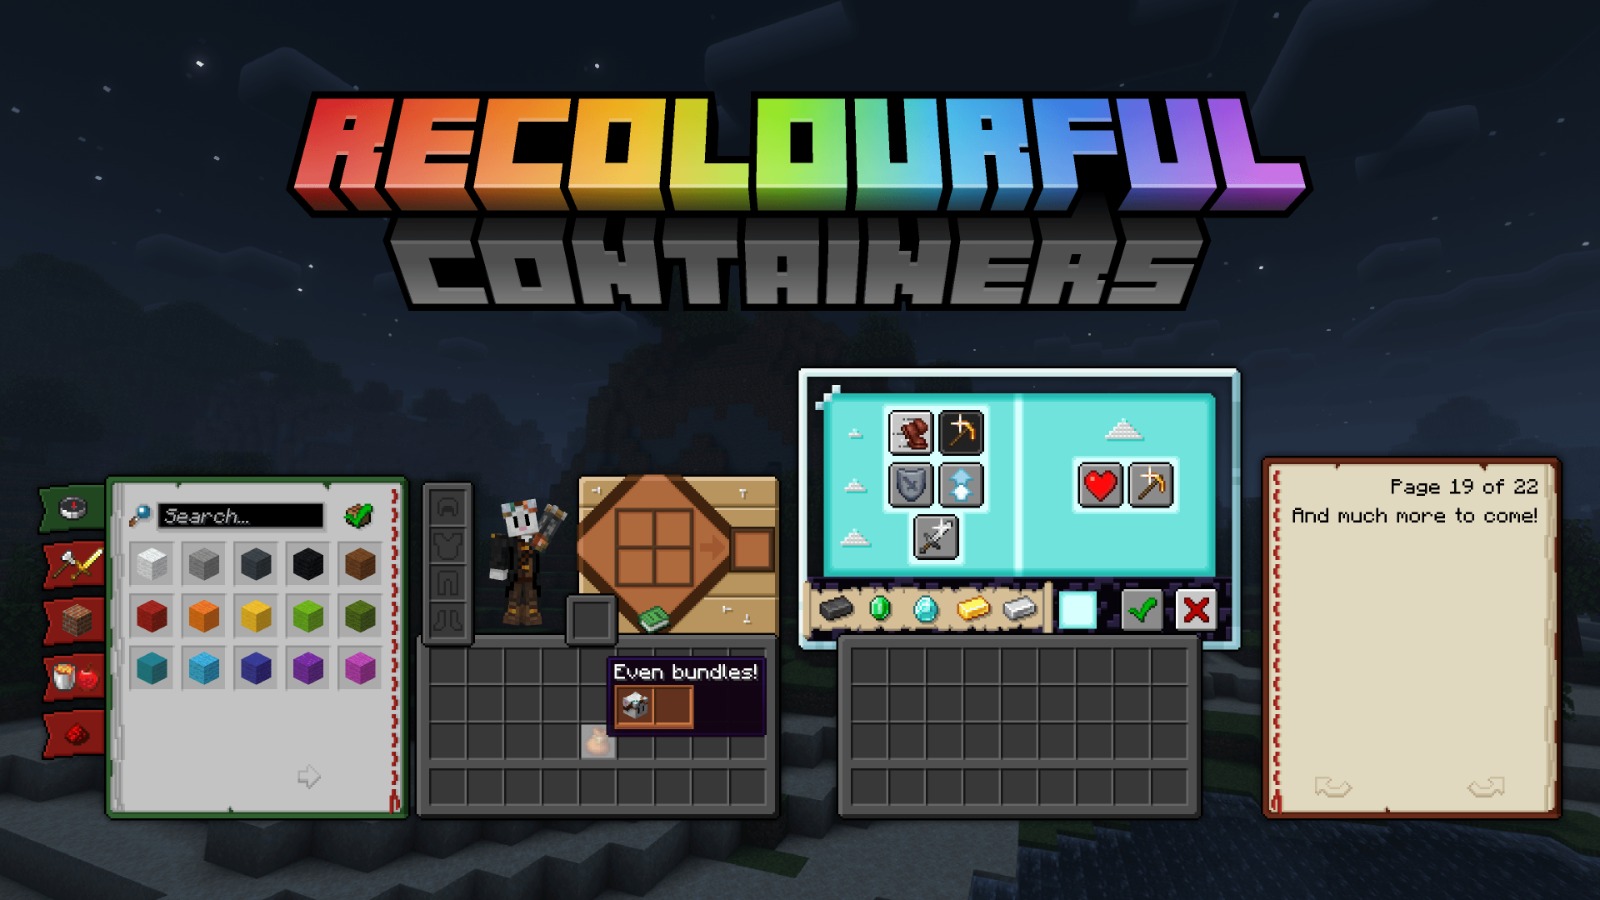 RECOLOURFUL
CONTAINERS
Search...
Even bundles!
Page 19 of 22
And much more to come!